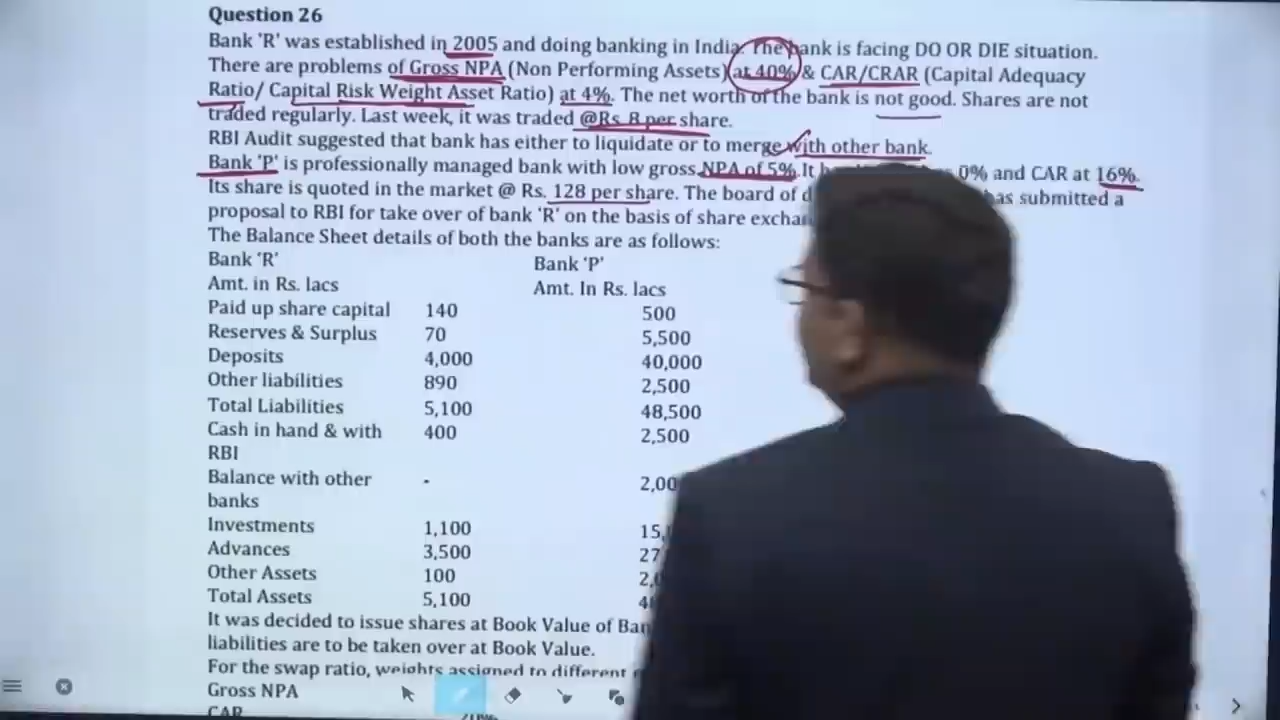 Question 26
Bank 'R' was established in 2005 and doing banking in India. The bank is facing DO OR DIE situation.
There are problems of Gross NPA (Non Performing Assets) at 40% & CAR/CRAR (Capital Adequacy
Ratio/ Capital Risk Weight Asset Ratio) at 4%. The net worth of the bank is not good. Shares are not
traded regularly. Last week, it was traded @Rs. 8 per share.
RBI Audit suggested that bank has either to liquidate or to merge with other bank.
Bank 'P' is professionally managed bank with low gross NPA of 5%. It 0% and CAR at 16%.
Its share is quoted in the market @ Rs. 128 per share. The board of has submitted a
proposal to RBI for take over of bank 'R' on the basis of share
The Balance Sheet details of both the banks are as follows:
Bank 'R' Bank 'P'
Amt. in Rs. lacs Amt. In Rs. lacs
Paid up share capital 140 500
Reserves & Surplus 70 5,500
Deposits 4,000 40,000
Other liabilities 890 2,500
Total Liabilities 5,100 48,500
Cash in hand & with 400 2,500
RBI
Balance with other - 2,00
banks
Investments 1,100 15,
Advances 3,500 27
Other Assets 100 2,
Total Assets 5,100 4
It was decided to issue shares at Book Value of
liabilities are to be taken over at Book Value.
For the swap ratio, weights assigned to different
Gross NPA
CAR